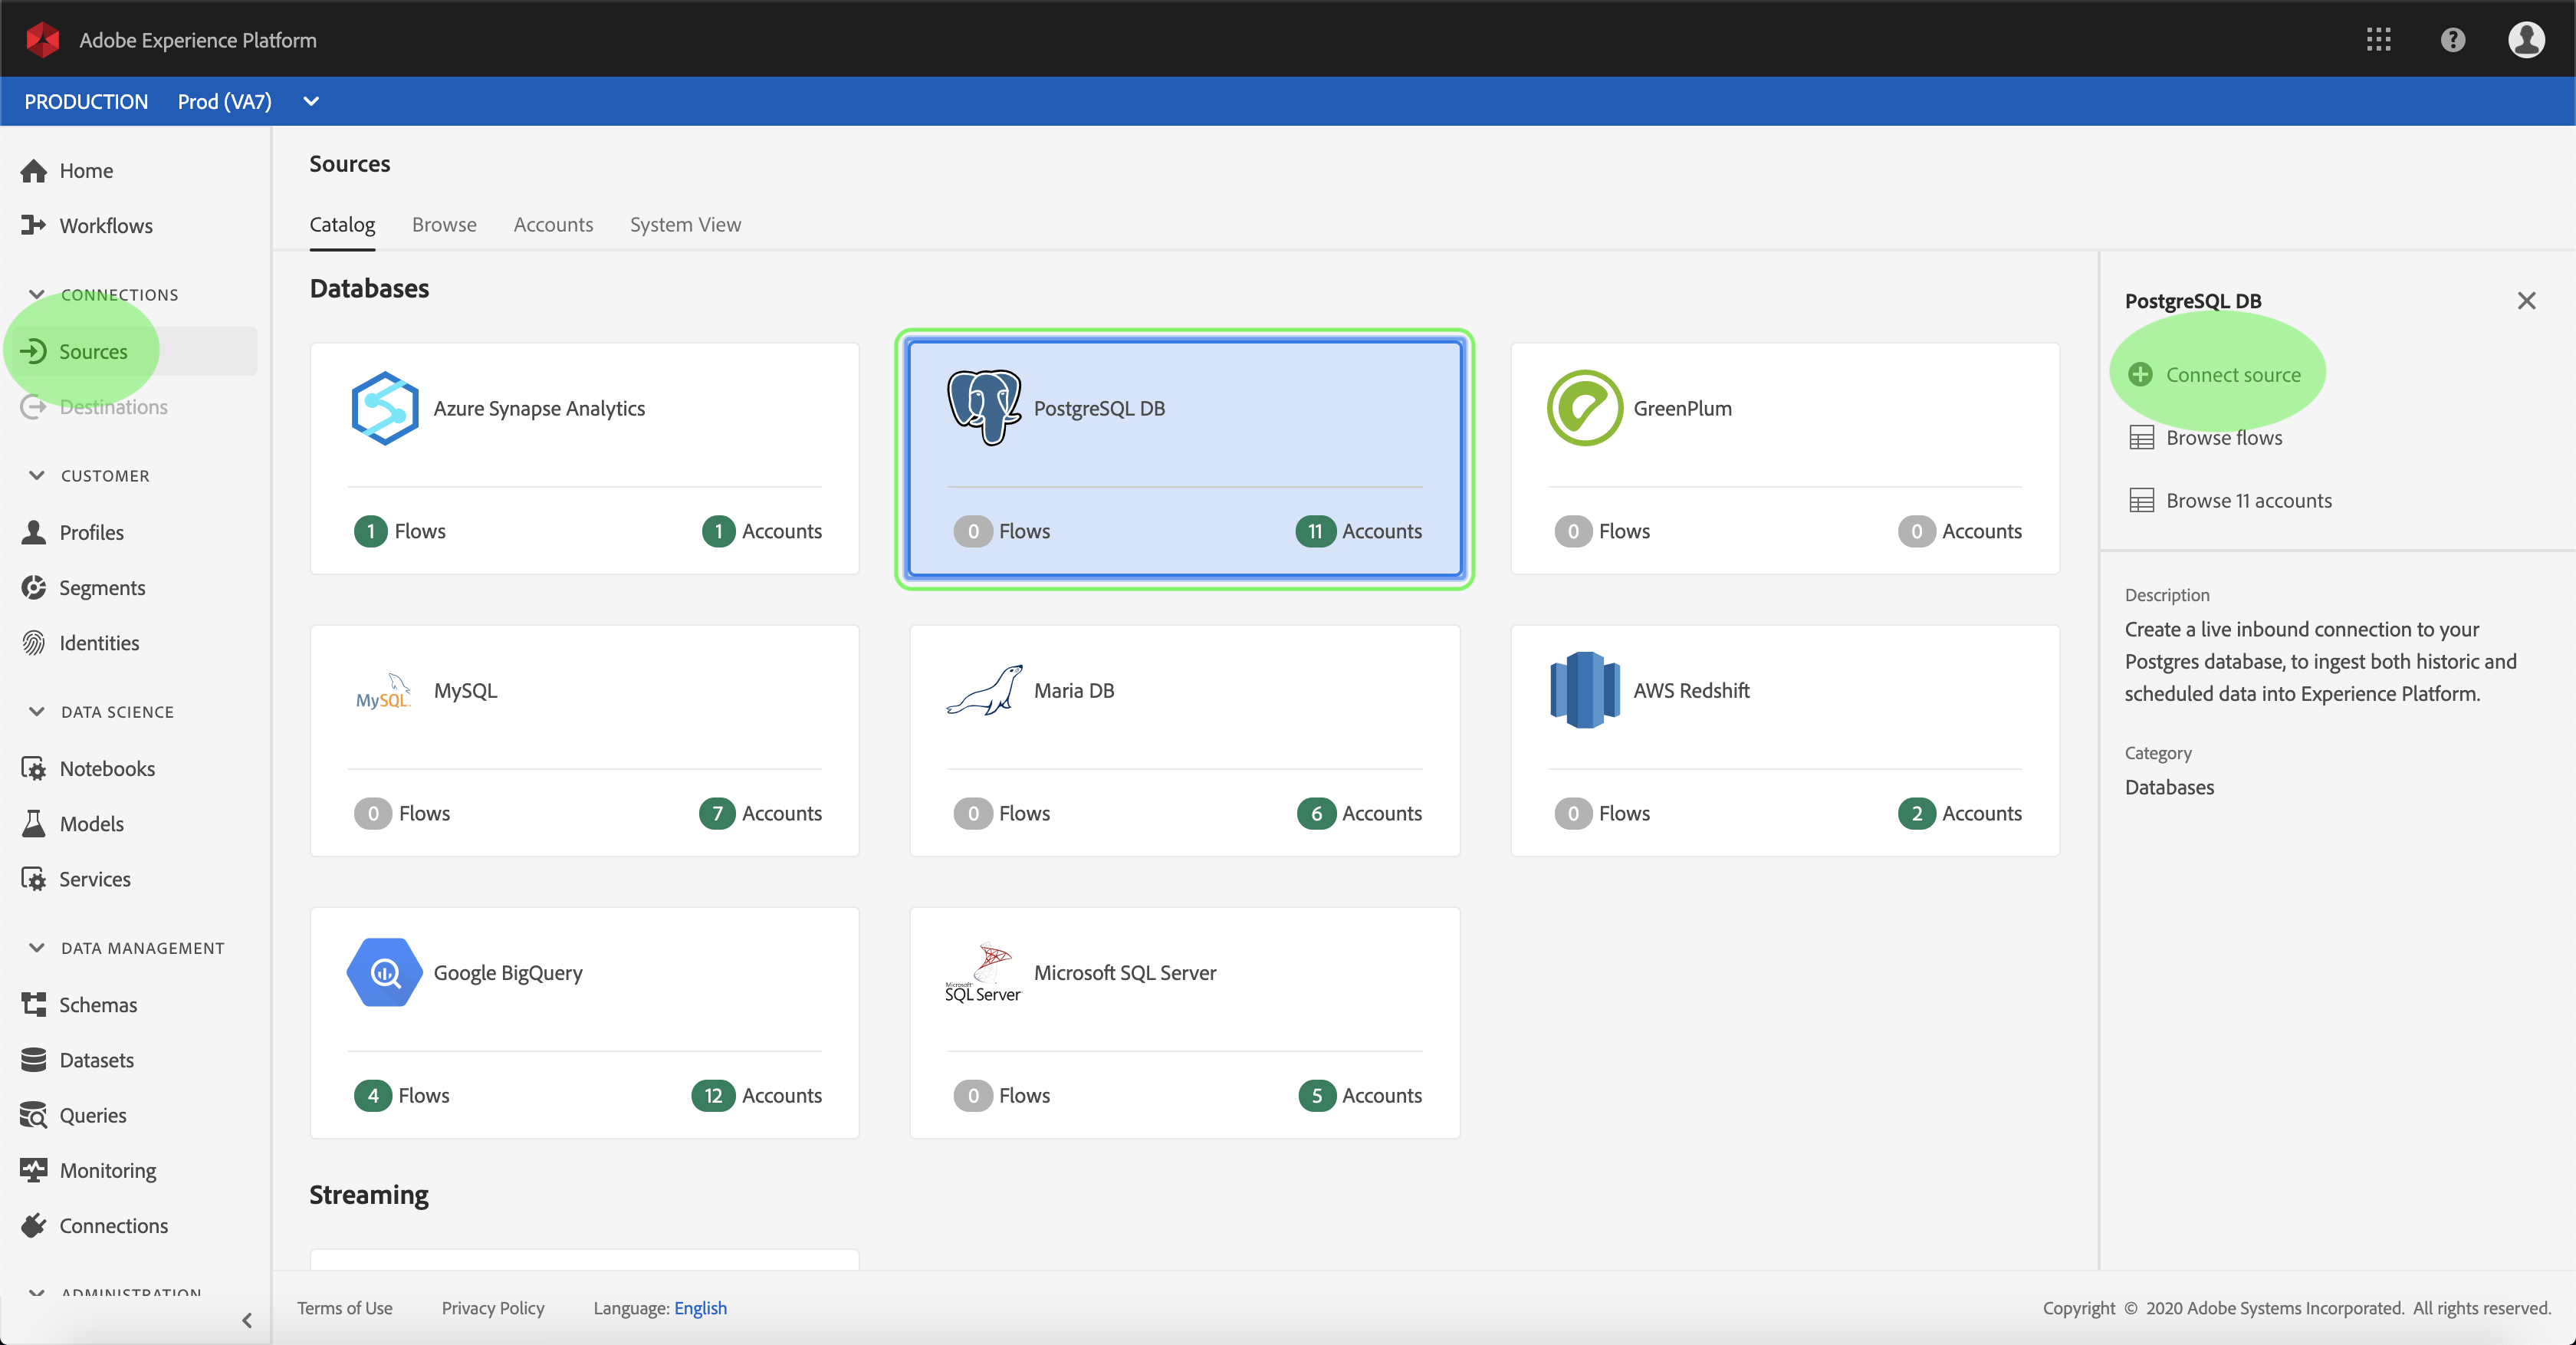 Adobe Experience Platform
PRODUCTION Prod (VA7)
Home
Workflows
CONNECTIONS
Sources
Destinations
CUSTOMER
Profiles
Segments
Identities
DATA SCIENCE
Notebooks
Models
Services
DATA MANAGEMENT
Schemas
Datasets
Queries
Monitoring
Connections
ADMINISTRATION
Sources
Catalog Browse Accounts System View
Databases
Azure Synapse Analytics
1 Flows 1 Accounts
PostgreSQL DB
0 Flows 11 Accounts
GreenPlum
0 Flows 0 Accounts
MySQL
MySQL
0 Flows 7 Accounts
Maria DB
0 Flows 6 Accounts
AWS Redshift
0 Flows 2 Accounts
Google BigQuery
4 Flows 12 Accounts
Microsoft
SQL Server
Microsoft SQL Server
0 Flows 5 Accounts
Streaming
PostgreSQL DB
Connect source
Browse flows
Browse 11 accounts
Description
Create a live inbound connection to your
Postgres database, to ingest both historic and
scheduled data into Experience Platform.
Category
Databases
Terms of Use Privacy Policy Language: English
Copyright © 2020 Adobe Systems Incorporated. All rights reserved.